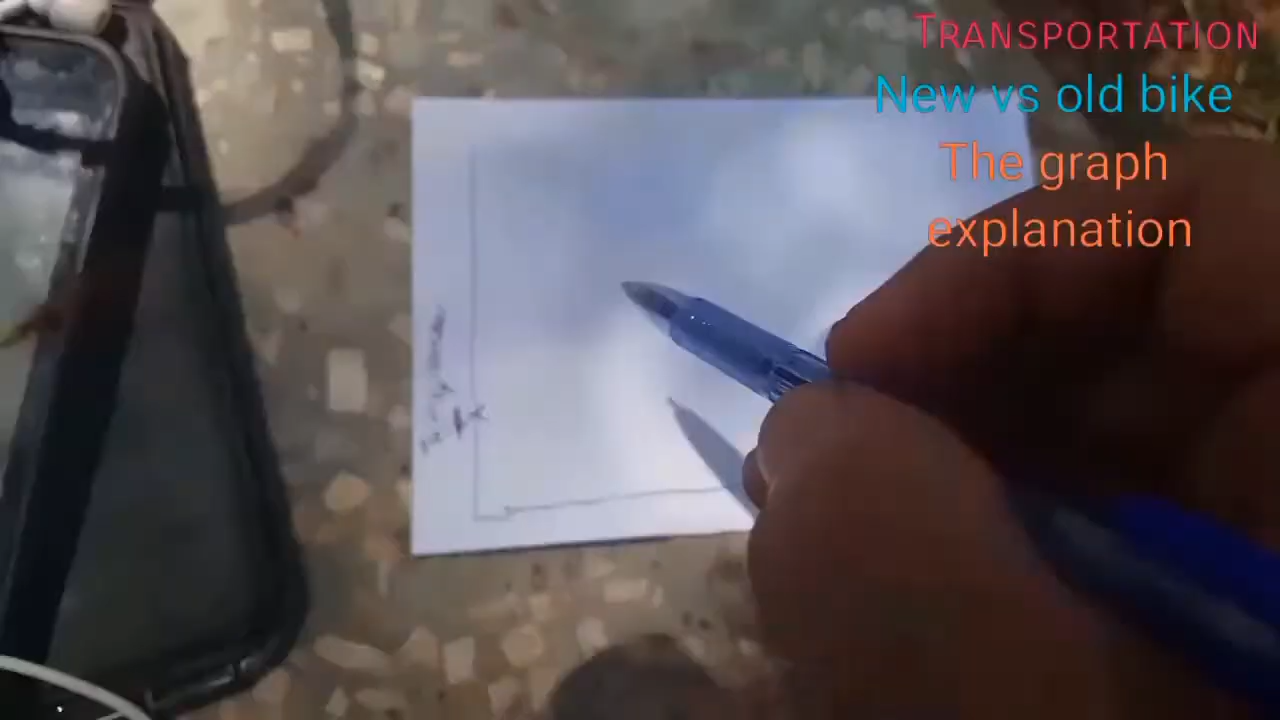 TRANSPORTATION
New vs old bike
The graph
explanation